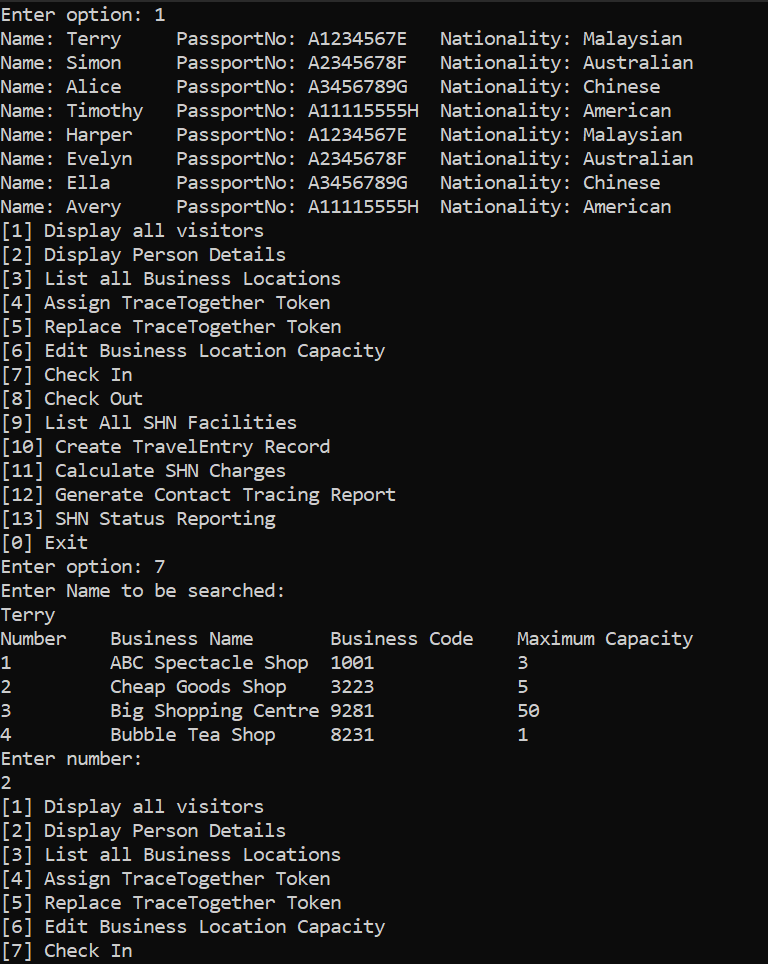 Enter option: 1
Name: Terry     PassportNo: A1234567E   Nationality: Malaysian
Name: Simon     PassportNo: A2345678F   Nationality: Australian
Name: Alice     PassportNo: A3456789G   Nationality: Chinese
Name: Timothy   PassportNo: A11115555H  Nationality: American
Name: Harper    PassportNo: A1234567E   Nationality: Malaysian
Name: Evelyn    PassportNo: A2345678F   Nationality: Australian
Name: Ella      PassportNo: A3456789G   Nationality: Chinese
Name: Avery     PassportNo: A11115555H  Nationality: American
[1] Display all visitors
[2] Display Person Details
[3] List all Business Locations
[4] Assign TraceTogether Token
[5] Replace TraceTogether Token
[6] Edit Business Location Capacity
[7] Check In
[8] Check Out
[9] List All SHN Facilities
[10] Create TravelEntry Record
[11] Calculate SHN Charges
[12] Generate Contact Tracing Report
[13] SHN Status Reporting
[0] Exit
Enter option: 7
Enter Name to be searched:
Terry
Number    Business Name       Business Code    Maximum Capacity
1         ABC Spectacle Shop  1001             3
2         Cheap Goods Shop    3223             5
3         Big Shopping Centre 9281             50
4         Bubble Tea Shop     8231             1
Enter number:
2
[1] Display all visitors
[2] Display Person Details
[3] List all Business Locations
[4] Assign TraceTogether Token
[5] Replace TraceTogether Token
[6] Edit Business Location Capacity
[7] Check In